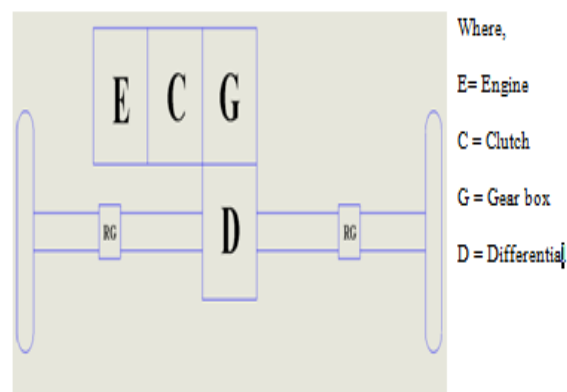 E C G
D
RG
RG
Where,
E= Engine
C = Clutch
G = Gear box
D = Differential